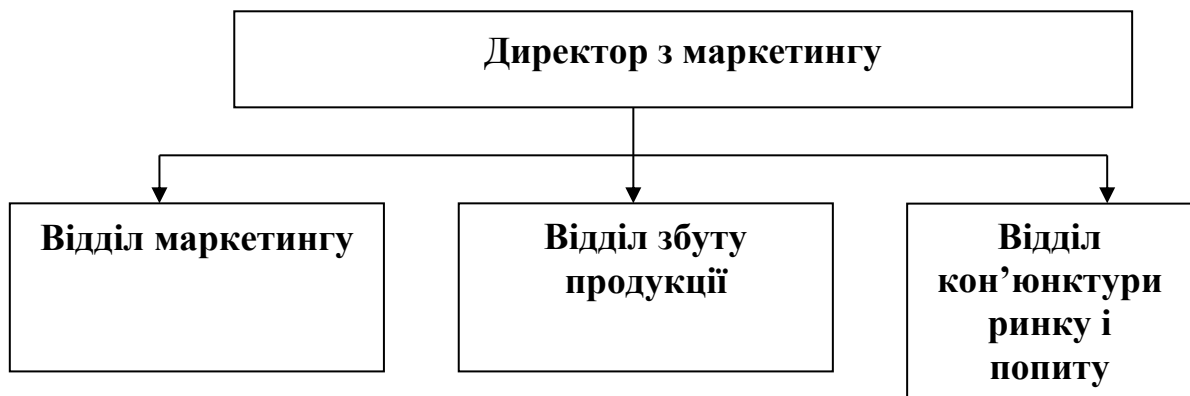 Директор з маркетингу
Відділ маркетингу
Відділ збуту
продукції
Відділ
кон’юнктури
ринку і
попиту